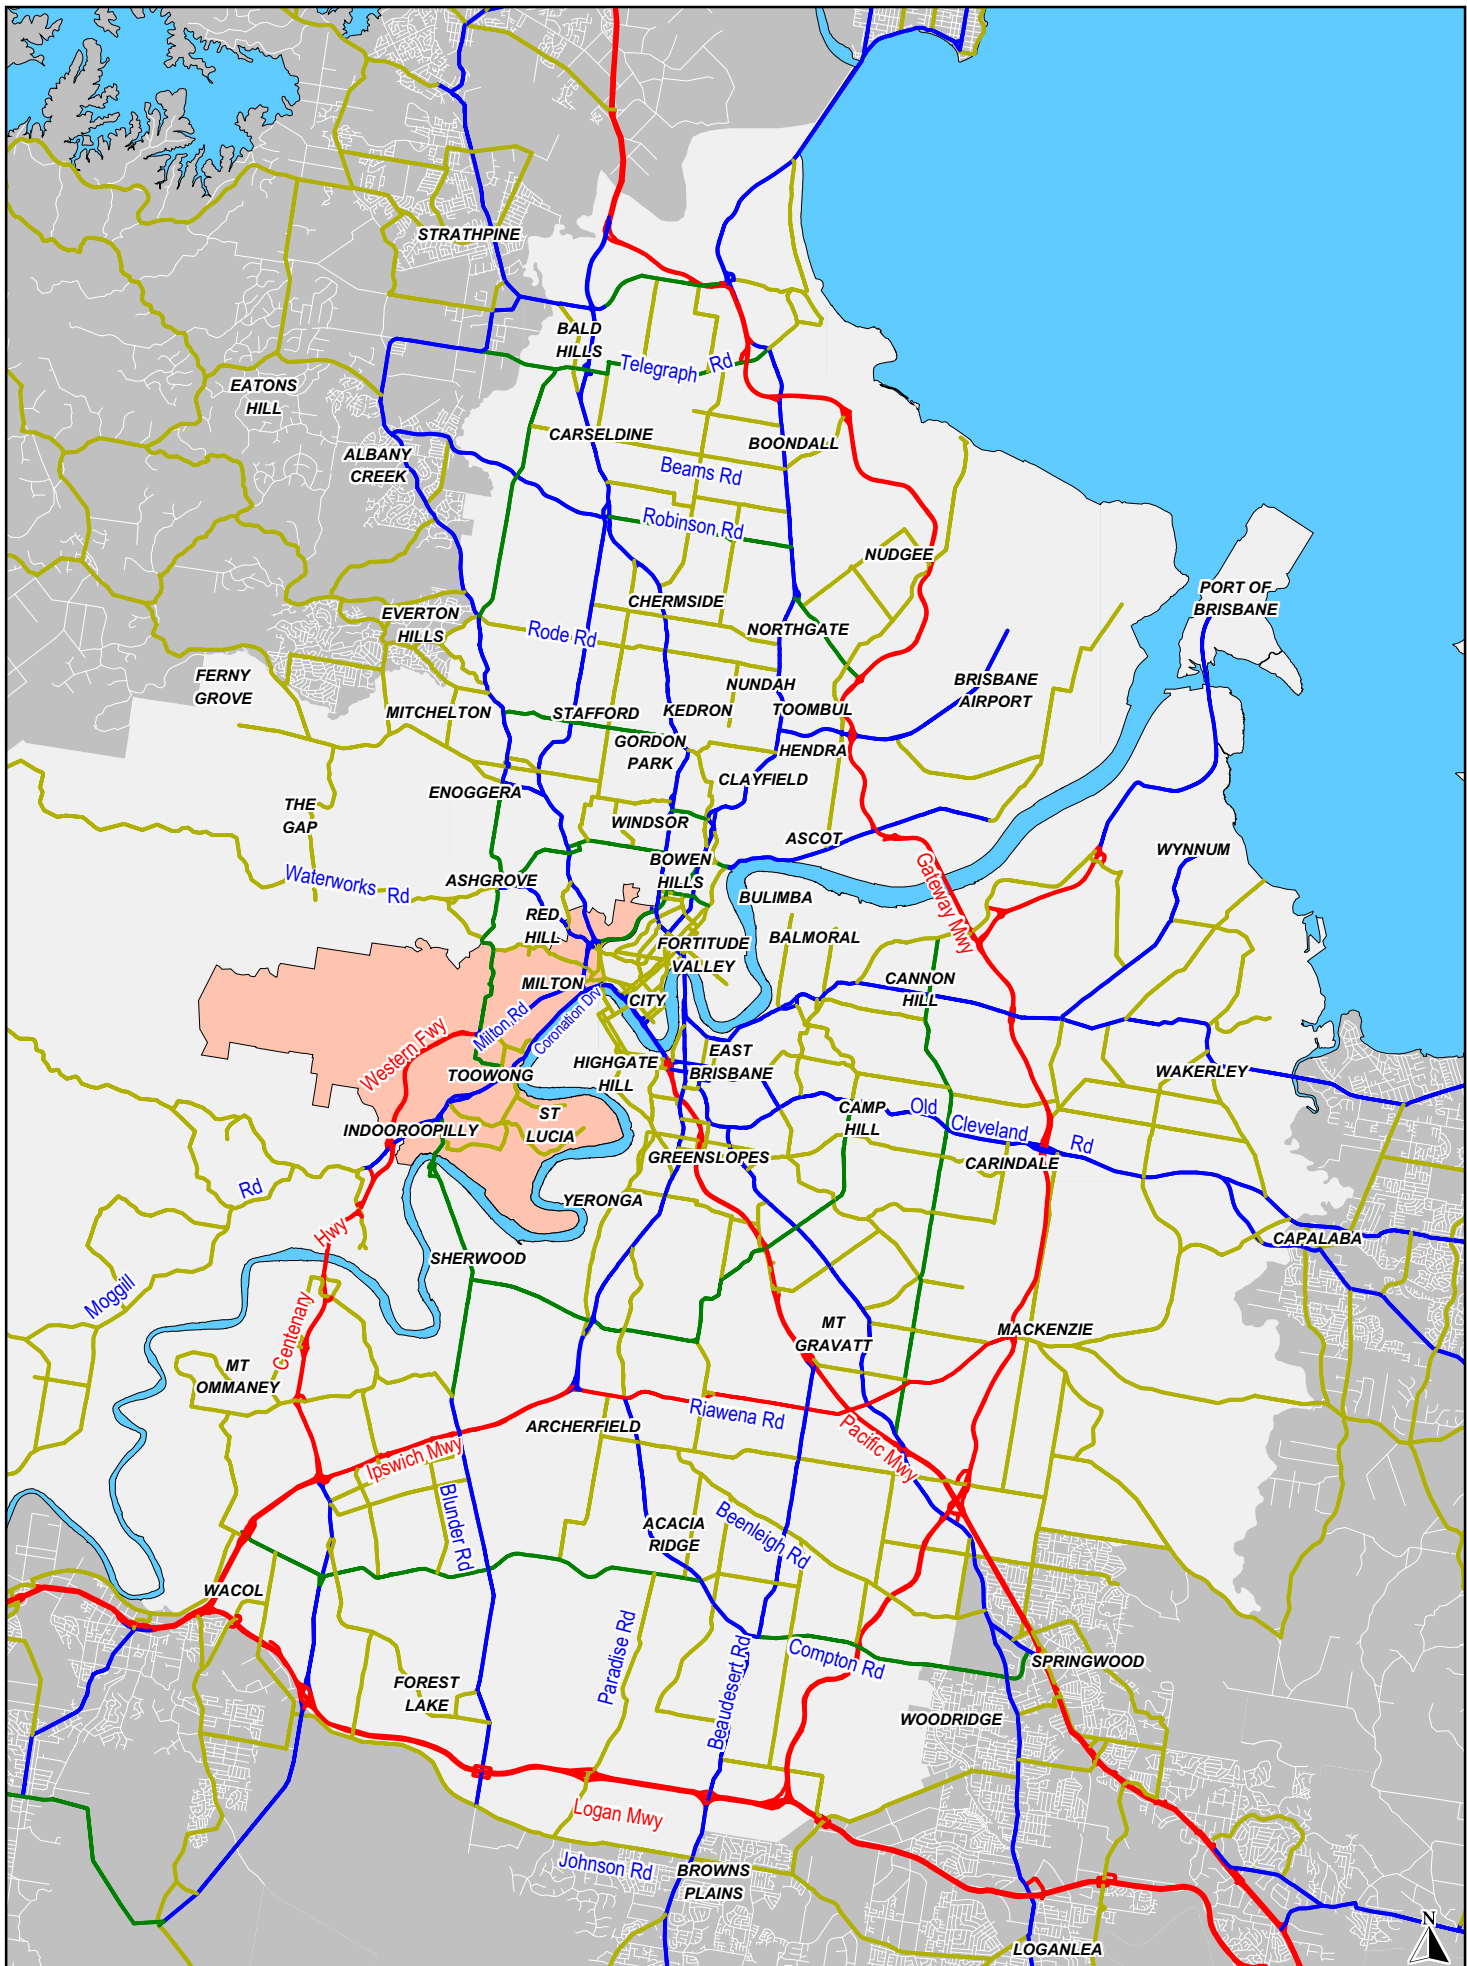 STRATHPINE
BALD
HILLS
Telegraph Rd
EATONS
HILL
CARSELDINE
BOONDALL
ALBANY
CREEK
Beams Rd
Robinson Rd
NUDGEE
PORT OF
BRISBANE
CHERMSIDE
EVERTON
HILLS
Rode Rd
NORTHGATE
FERNY
GROVE
NUNDAH
BRISBANE
AIRPORT
MITCHELTON
STAFFORD
KEDRON
TOOMBUL
GORDON
PARK
HENDRA
CLAYFIELD
ENOGGERA
THE
GAP
WINDSOR
ASCOT
WYNNUM
BOWEN
HILLS
Waterworks Rd
ASHGROVE
Gateway Mwy
BULIMBA
RED
HILL
FORTITUDE
VALLEY
BALMORAL
MILTON
CANNON
HILL
CITY
Milton Rd
Coronation Drv
Western Fwy
HIGHGATE
HILL
EAST
BRISBANE
TOOWONG
WAKERLEY
ST
LUCIA
CAMP
HILL
Old Cleveland Rd
INDOOROOPILLY
GREENSLOPES
CARINDALE
Moggill Rd
YERONGA
Centenary Hwy
CAPALABA
SHERWOOD
MT
GRAVATT
MACKENZIE
MT
OMMANEY
ARCHERFIELD
Riawena Rd
Pacific Mwy
Ipswich Mwy
Blunder Rd
ACACIA
RIDGE
Beenleigh Rd
WACOL
Paradise Rd
Beaudesert Rd
Compton Rd
SPRINGWOOD
FOREST
LAKE
WOODRIDGE
Logan Mwy
Johnson Rd
BROWNS
PLAINS
N
LOGANLEA